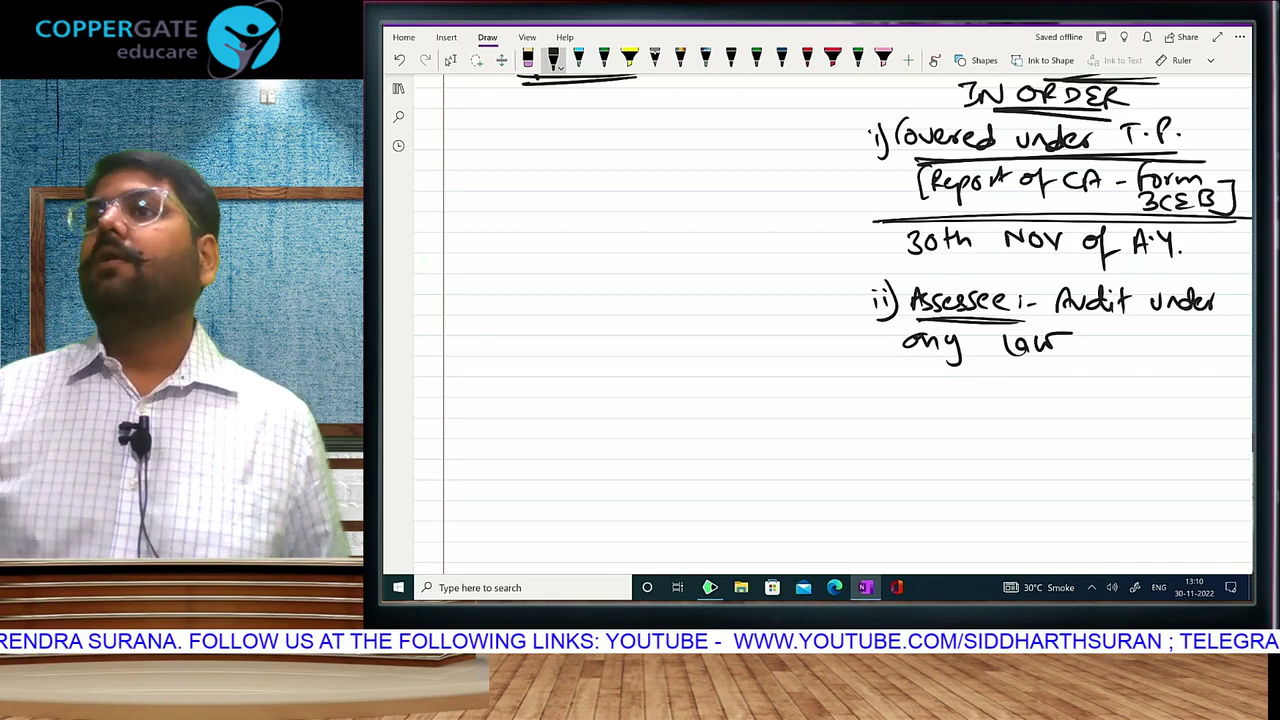 COPPERGATE
educare
Home Insert Draw View Help
Saved offline
Share
Shapes
Ink to Shape
Ink to Text
Ruler
IN ORDER
i) Covered under T.P.
[Report of CA - Form
3CEB]
30th NOV of A.Y.
ii) Assessee :- Audit under
any law
Type here to search
30°C Smoke
ENG
13:10
30-11-2022
RENDRA SURANA. FOLLOW US AT THE FOLLOWING LINKS: YOUTUBE - WWW.YOUTUBE.COM/SIDDHARTHSURAN ; TELEGRA